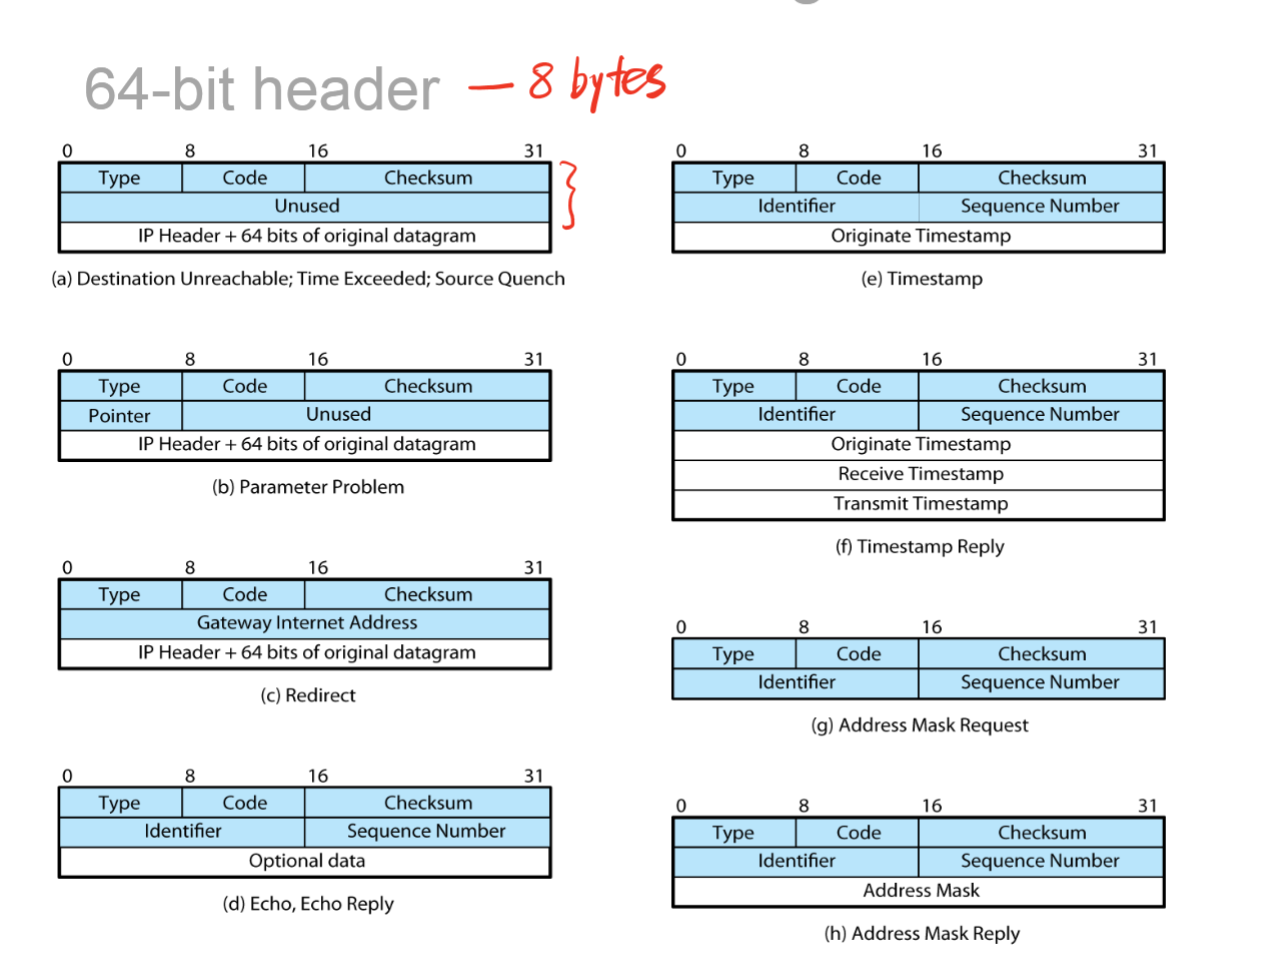 64-bit header — 8 bytes
0 8 16 31
Type Code Checksum
Unused
IP Header + 64 bits of original datagram
(a) Destination Unreachable; Time Exceeded; Source Quench
0 8 16 31
Type Code Checksum
Pointer Unused
IP Header + 64 bits of original datagram
(b) Parameter Problem
0 8 16 31
Type Code Checksum
Gateway Internet Address
IP Header + 64 bits of original datagram
(c) Redirect
0 8 16 31
Type Code Checksum
Identifier Sequence Number
Optional data
(d) Echo, Echo Reply
0 8 16 31
Type Code Checksum
Identifier Sequence Number
Originate Timestamp
(e) Timestamp
0 8 16 31
Type Code Checksum
Identifier Sequence Number
Originate Timestamp
Receive Timestamp
Transmit Timestamp
(f) Timestamp Reply
0 8 16 31
Type Code Checksum
Identifier Sequence Number
(g) Address Mask Request
0 8 16 31
Type Code Checksum
Identifier Sequence Number
Address Mask
(h) Address Mask Reply